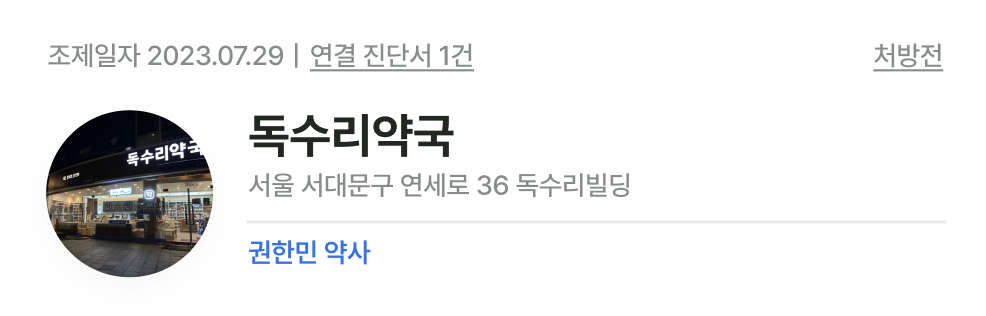 조제일자 2023.07.29 | 연결 진단서 1건 처방전
독수리약국
독수리약국
서울 서대문구 연세로 36 독수리빌딩
권한민 약사